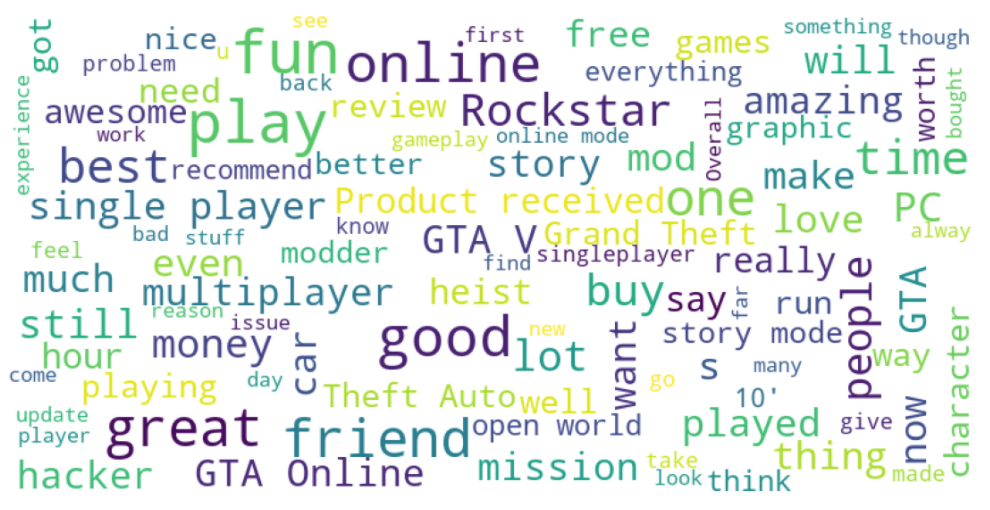 got
nice
u
see
fun
online
first
free
games
something
though
problem
back
everything
will
worth
bought
experience
need
awesome
work
play
review
Rockstar
gameplay
online mode
Overall
amazing
graphic
best
recommend
better
story
mod
make
time
single player
Product received
one
love
PC
alway
bad
stuff
know
GTA V
Grand Theft
feel
even
modder
find
singleplayer
really
much
multiplayer
heist
buy
say
far
run
people
GTA
still
reason
issue
good
new
story mode
hour
money
car
lot
want
s
many
way
character
come
playing
day
Theft Auto
well
go
10'
update
player
great
friend
open world
played
give
now
hacker
GTA Online
mission
take
look
think
thing
made